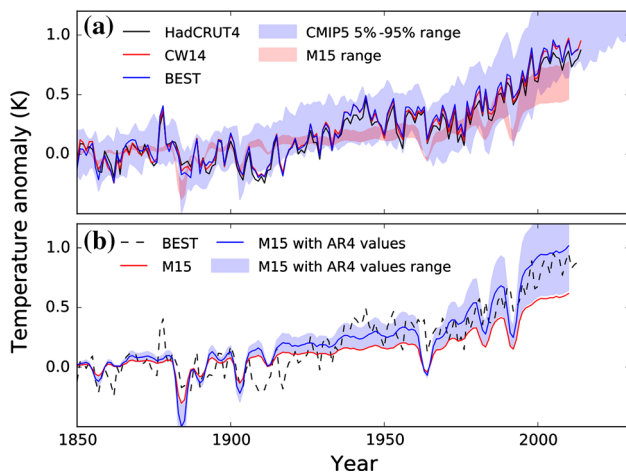 (a)
HadCRUT4
CW14
BEST
CMIP5 5%-95% range
M15 range
1.0
0.5
0.0
Temperature anomaly (K)
(b)
BEST
M15
M15 with AR4 values
M15 with AR4 values range
1.0
0.5
0.0
1850 1900 1950 2000
Year